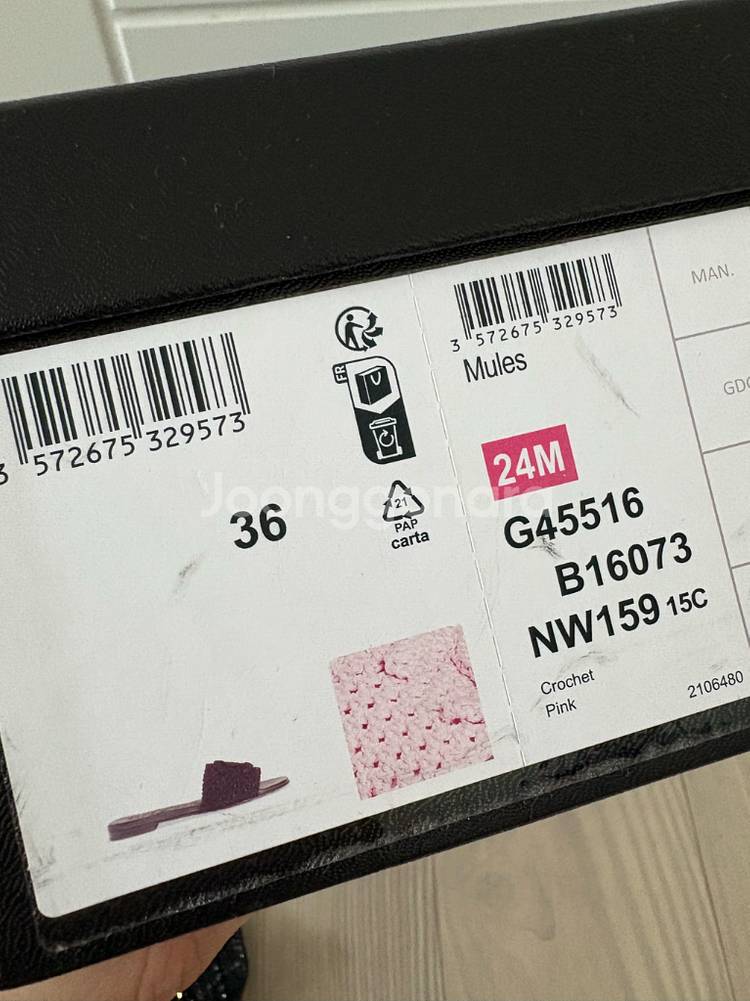 3 572675 329573
36
FR
21
PAP
carta
3 572675 329573
Mules
24M
G45516
B16073
NW159 15C
Crochet
Pink
2106480
MAN.
Joonggonara